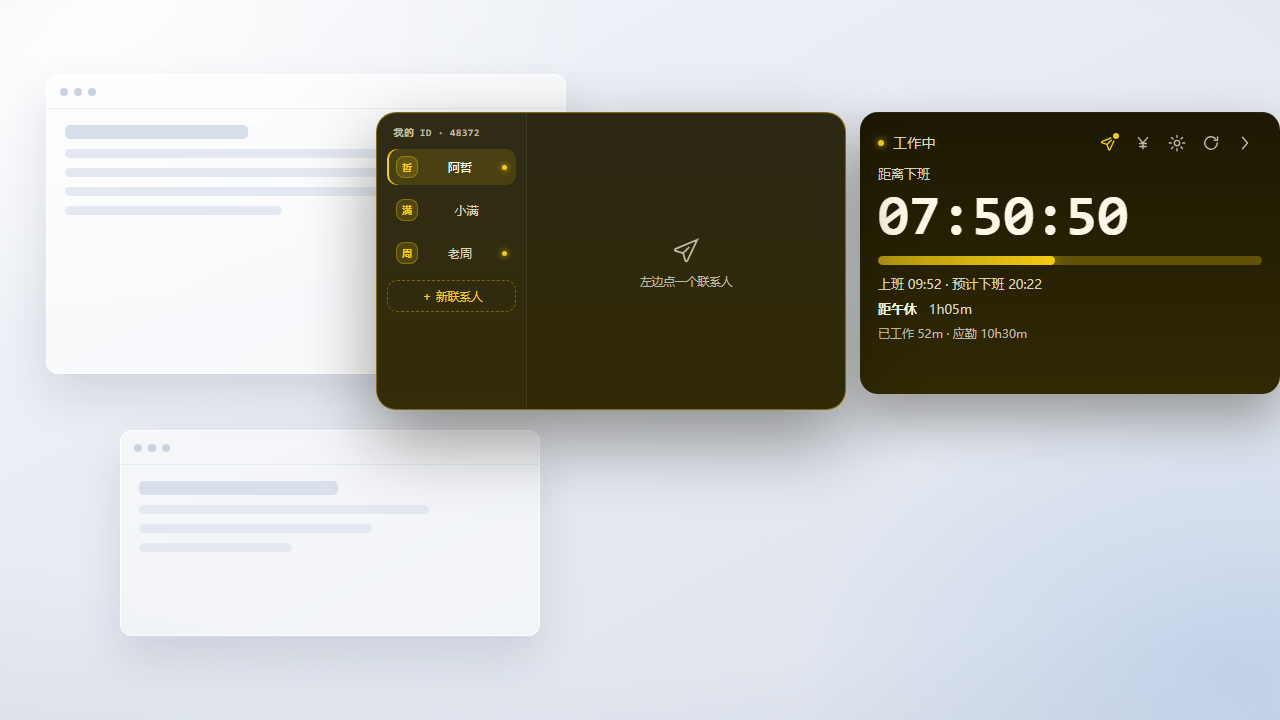 我的 ID · 48372
哲 阿哲
满 小满
周 老周
+ 新联系人
左边点一个联系人
工作中
¥
距离下班
07:50:50
上班 09:52 · 预计下班 20:22
距午休 1h05m
已工作 52m · 应勤 10h30m